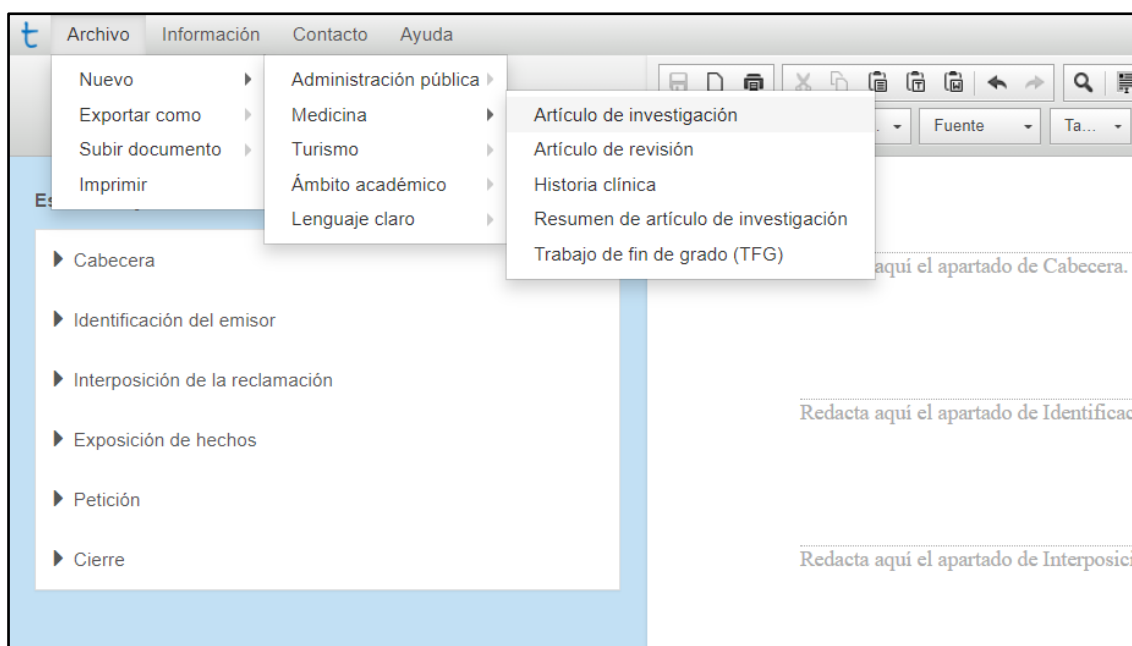 t Archivo Información Contacto Ayuda
Nuevo
Exportar como
Subir documento
Imprimir
Administración pública
Medicina
Turismo
Ámbito académico
Lenguaje claro
Artículo de investigación
Artículo de revisión
Historia clínica
Resumen de artículo de investigación
Trabajo de fin de grado (TFG)
Fuente
Ta...
Cabecera
Identificación del emisor
Interposición de la reclamación
Exposición de hechos
Petición
Cierre
aquí el apartado de Cabecera.
Redacta aquí el apartado de Identificac
Redacta aquí el apartado de Interposici